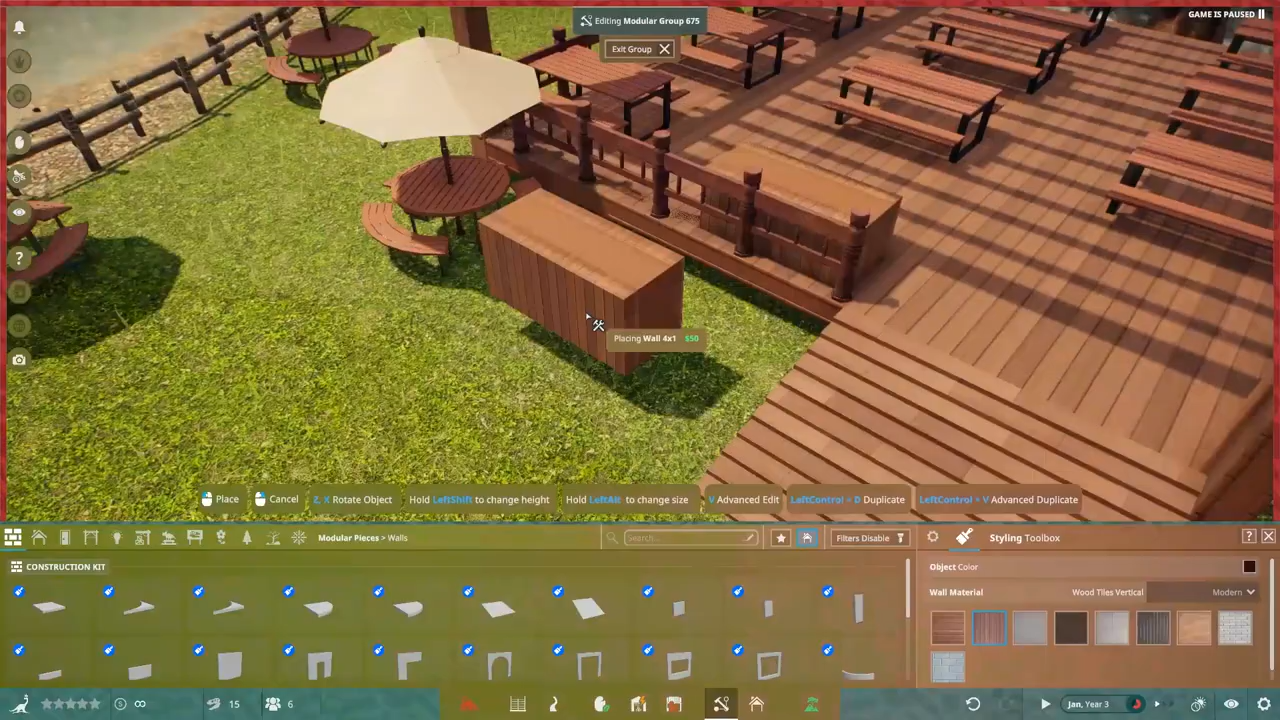 Editing Modular Group 675
GAME IS PAUSED
Exit Group
Placing Wall 4x1 $50
Place Cancel Z, X Rotate Object Hold LeftShift to change height Hold LeftAlt to change size V Advanced Edit LeftControl + D Duplicate LeftControl + V Advanced Duplicate
Modular Pieces > Walls Search... Filters Disable Styling Toolbox ?
CONSTRUCTION KIT Object Color
Wall Material Wood Tiles Vertical Modern
15 6 Jan, Year 3